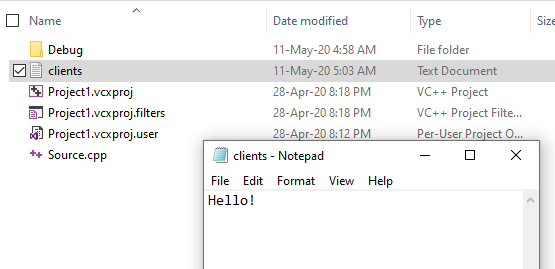 Name Date modified Type
Debug 11-May-20 4:58 AM File folder
clients 11-May-20 5:03 AM Text Document
Project1.vcxproj 28-Apr-20 8:18 PM VC++ Project
Project1.vcxproj.filters 28-Apr-20 8:18 PM VC++ Project Filte...
Project1.vcxproj.user 28-Apr-20 8:12 PM Per-User Project O...
Source.cpp
clients - Notepad
File Edit Format View Help
Hello!